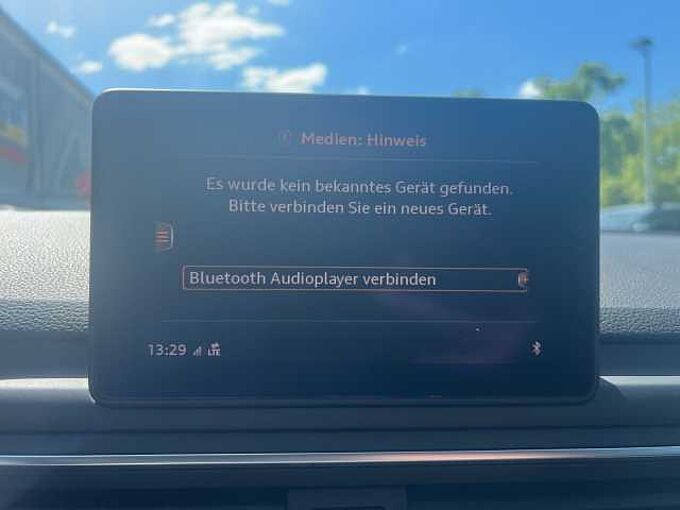 Medien: Hinweis
Es wurde kein bekanntes Gerät gefunden.
Bitte verbinden Sie ein neues Gerät.
Bluetooth Audioplayer verbinden
13:29 LTE